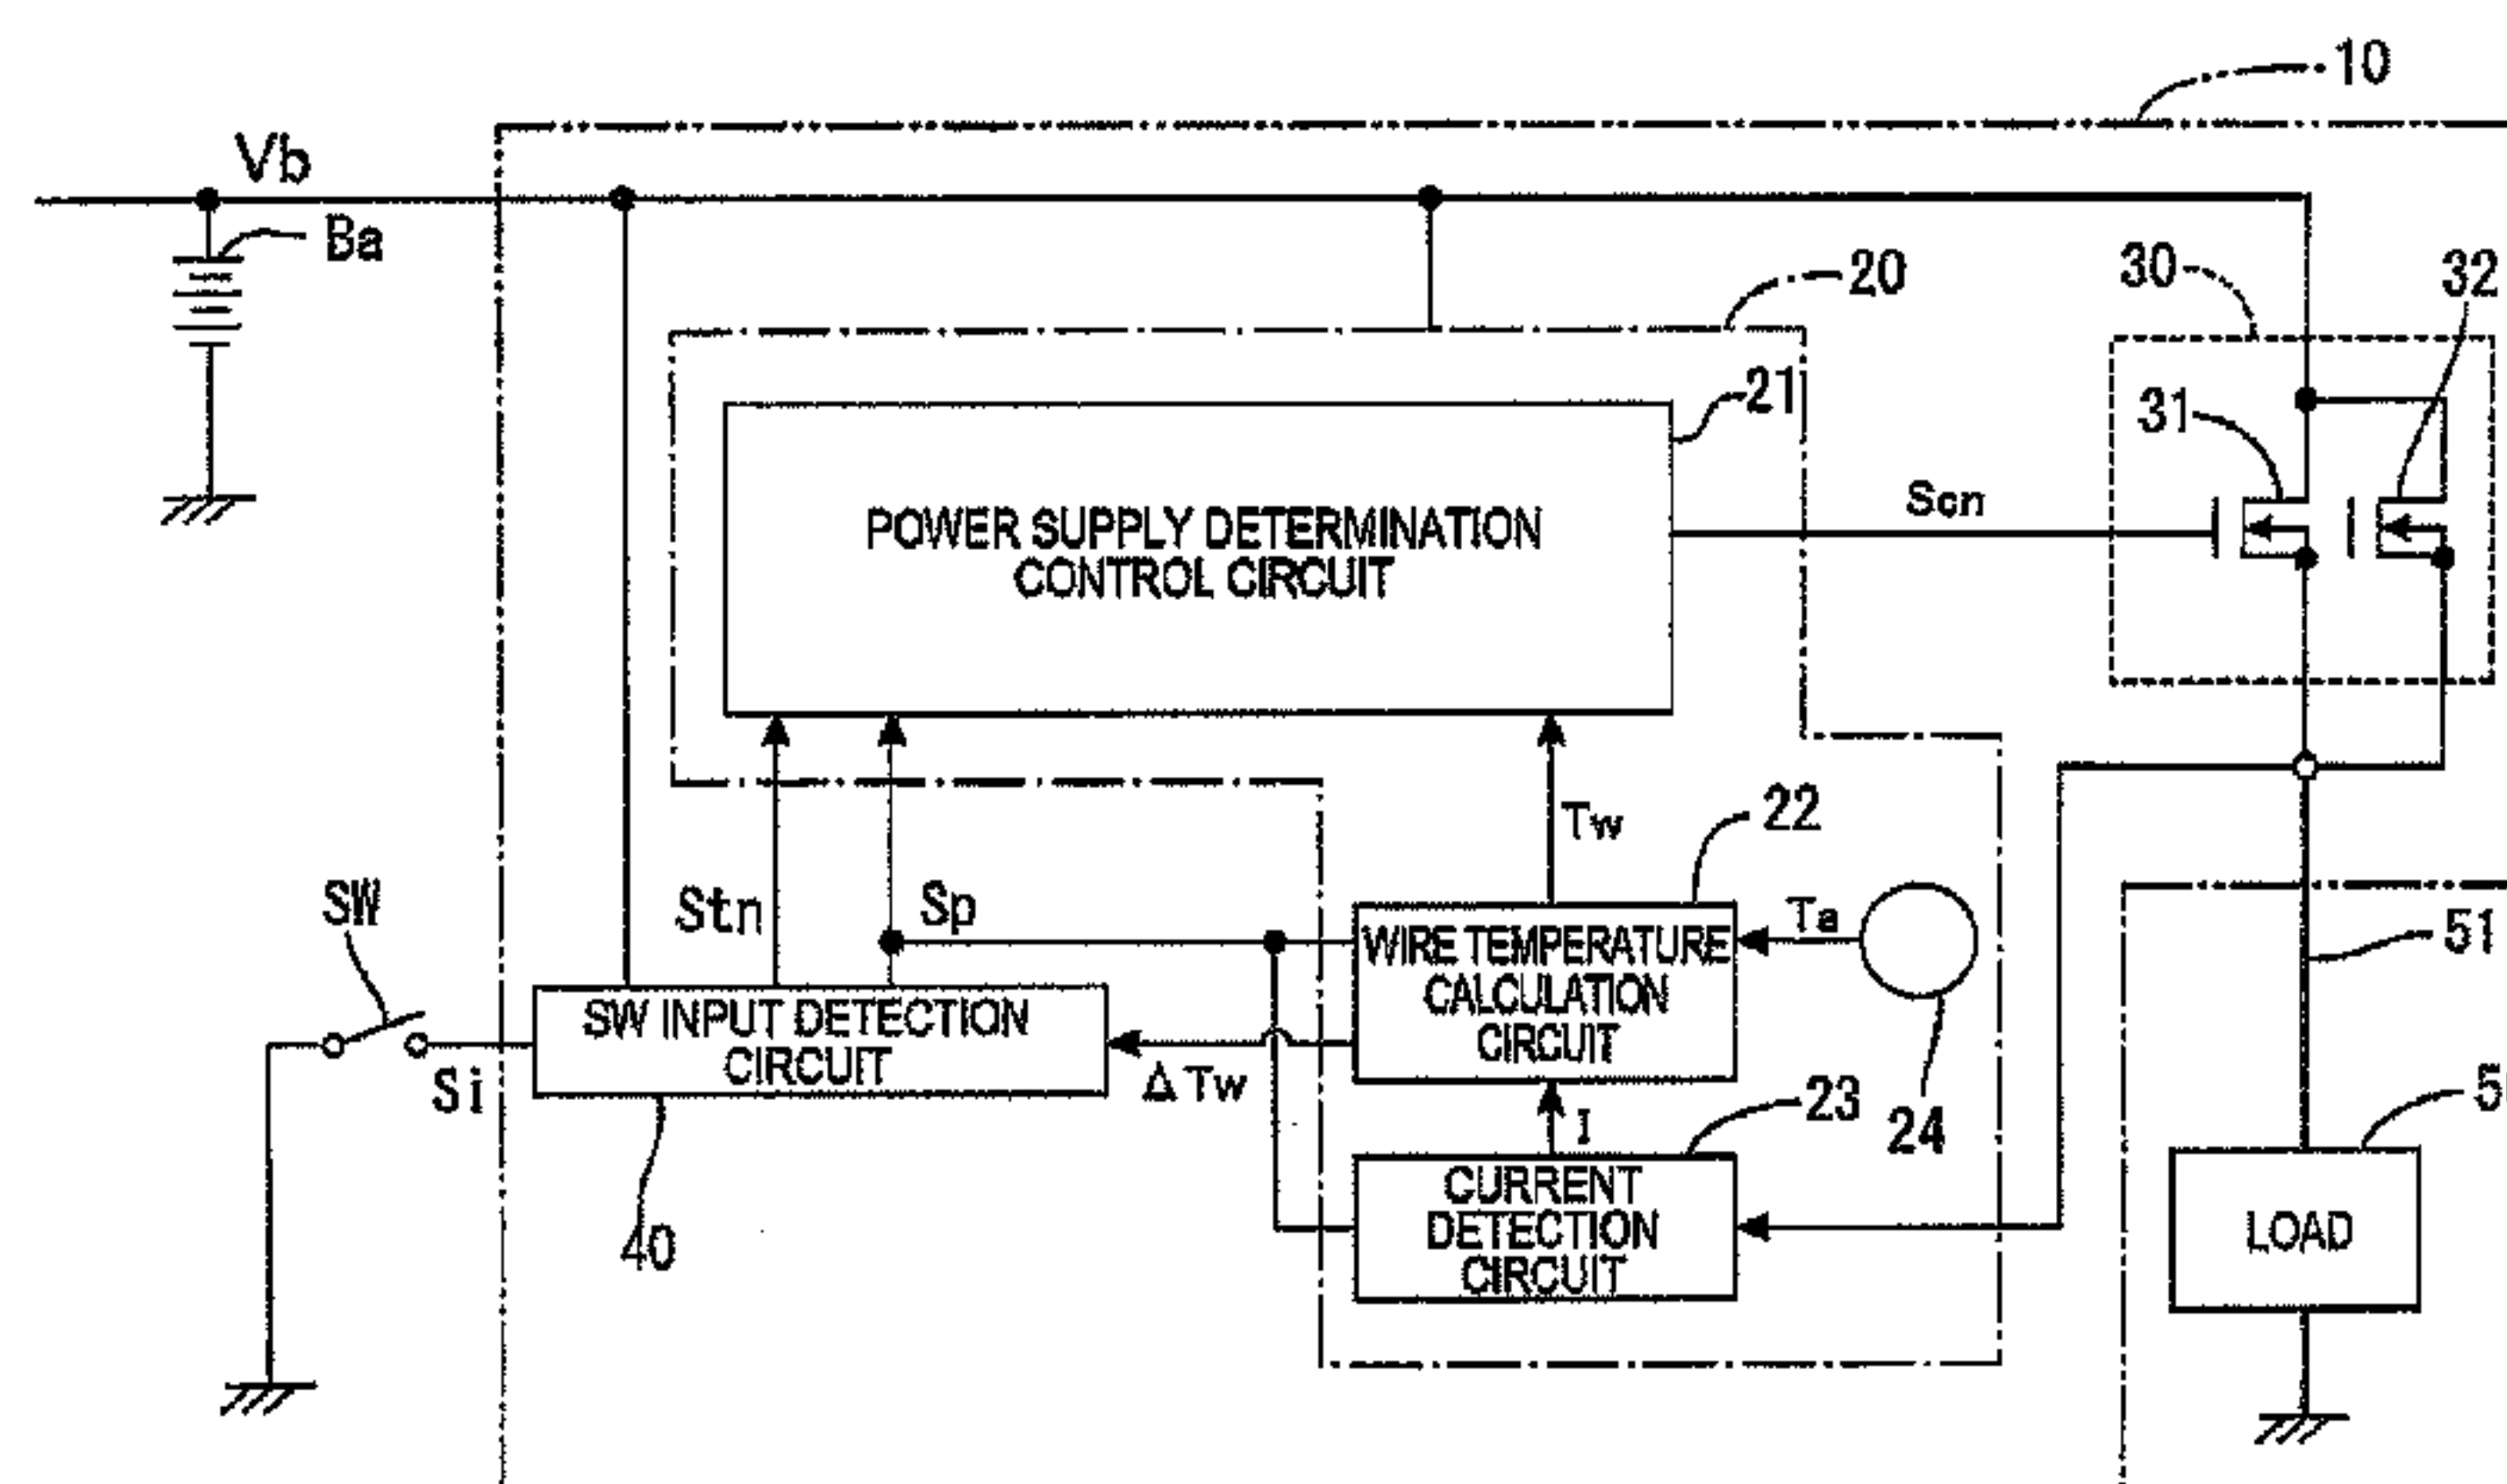 10
Vb
Ba
20
30
32
21
31
Scn
POWER SUPPLY DETERMINATION
CONTROL CIRCUIT
Tw
22
SW
Stn
Sp
Ta
51
WIRE TEMPERATURE
CALCULATION
CIRCUIT
SW INPUT DETECTION
CIRCUIT
Si
ΔTw
I
23
24
40
CURRENT
DETECTION
CIRCUIT
LOAD